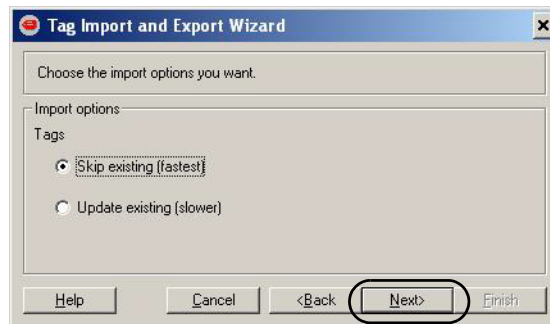 Tag Import and Export Wizard
Choose the import options you want.
Import options
Tags
Skip existing (fastest)
Update existing (slower)
Help Cancel <Back Next> Finish